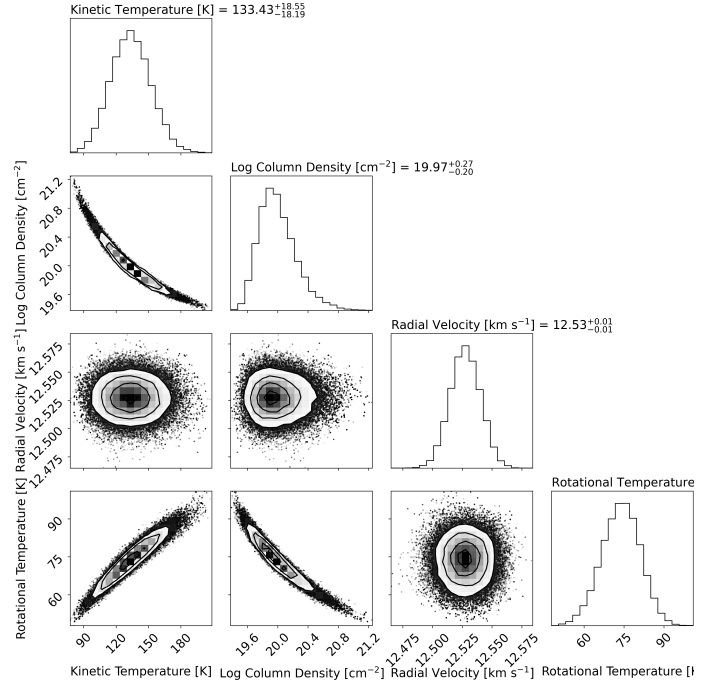 Kinetic Temperature [K] = 133.43+18.55 −18.19
Log Column Density [cm−2]
21.2
20.8
20.4
20.0
19.6
Log Column Density [cm−2] = 19.97+0.27 −0.20
Radial Velocity [km s−1]
12.575
12.550
12.525
12.500
12.475
Radial Velocity [km s−1] = 12.53+0.01 −0.01
Rotational Temperature [K]
90
75
60
Rotational Temperature
90 120 150 180
19.6 20.0 20.4 20.8 21.2
12.475 12.500 12.525 12.550 12.575
60 75 90
Kinetic Temperature [K] Log Column Density [cm−2] Radial Velocity [km s−1] Rotational Temperature [